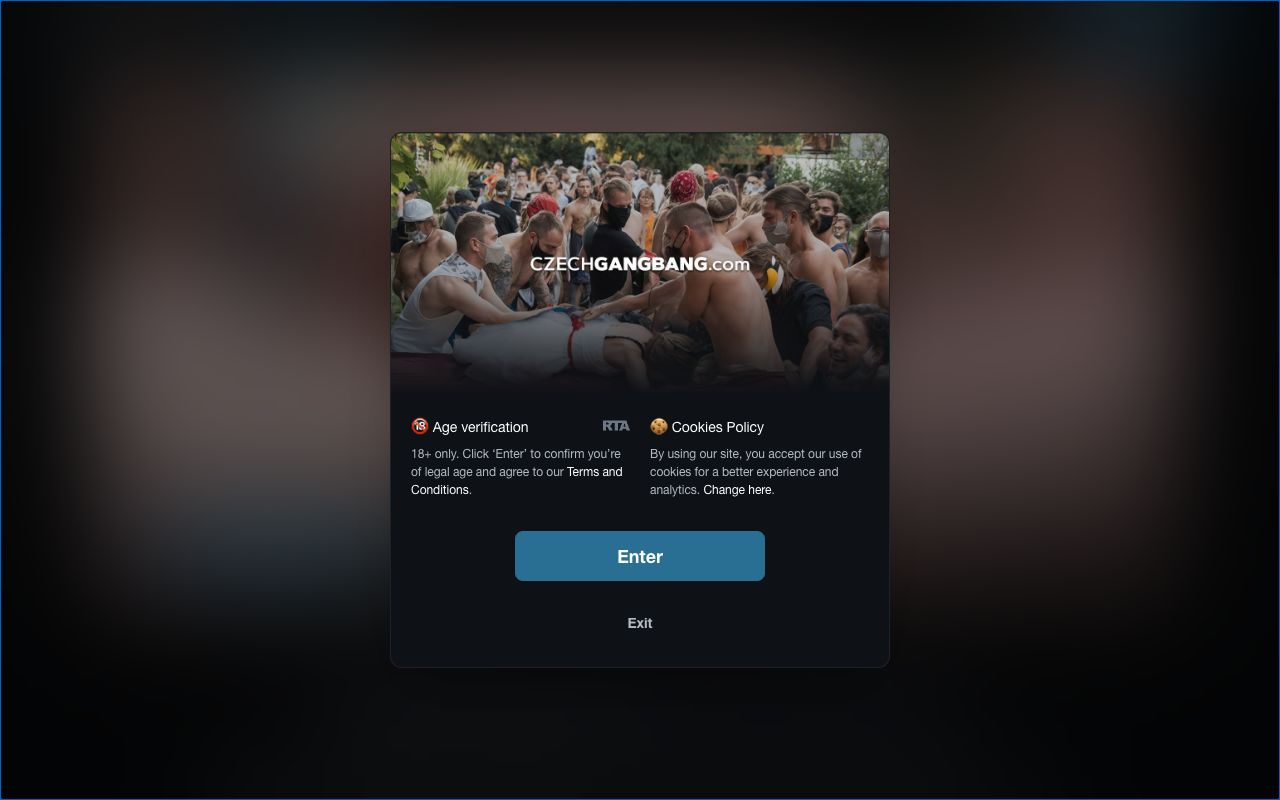 CZECHGANGBANG.com
🔞 Age verification
RTA
18+ only. Click ‘Enter’ to confirm you’re
of legal age and agree to our Terms and
Conditions.
🍪 Cookies Policy
By using our site, you accept our use of
cookies for a better experience and
analytics. Change here.
Enter
Exit